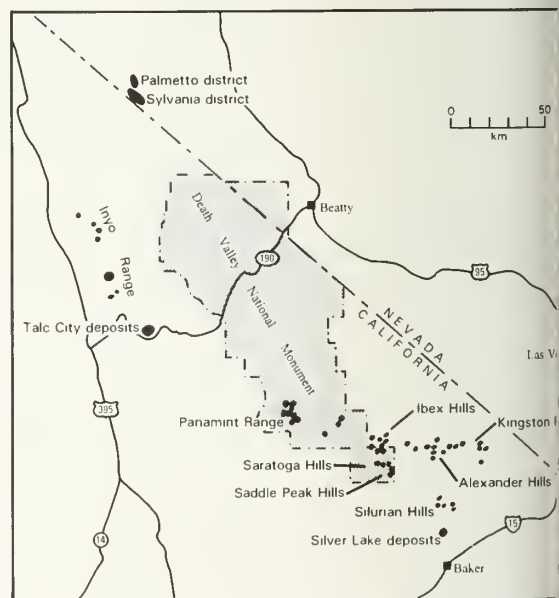 Palmetto district
Sylvania district
0 50
km
Death Valley National Monument
Beatty
190
95
Inyo Range
NEVADA
CALIFORNIA
Talc City deposits
Las V
395
Panamint Range
Ibex Hills
Kingston
Saratoga Hills
Alexander Hills
Saddle Peak Hills
Silurian Hills
15
Silver Lake deposits
14
Baker